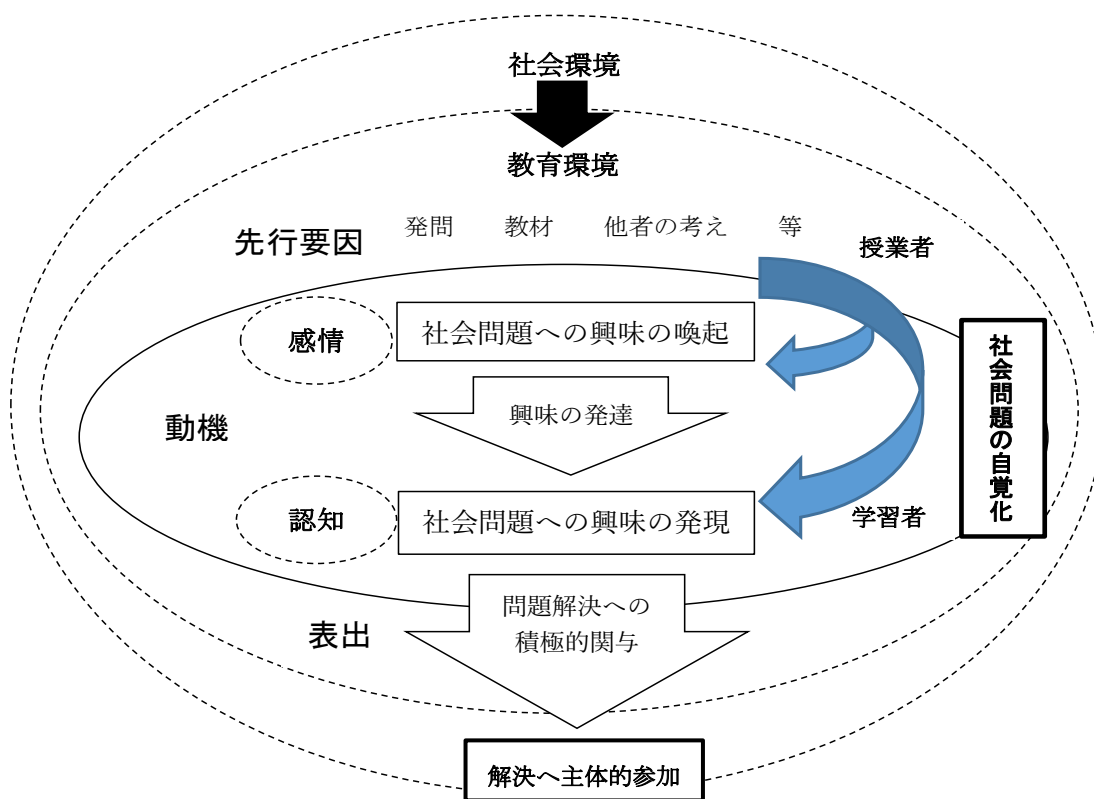 社会環境
教育環境
先行要因
発問 教材 他者の考え 等
授業者
感情
社会問題への興味の喚起
社会問題の自覚化
興味の発達
動機
認知
社会問題への興味の発現
学習者
問題解決への
積極的関与
表出
解決へ主体的参加